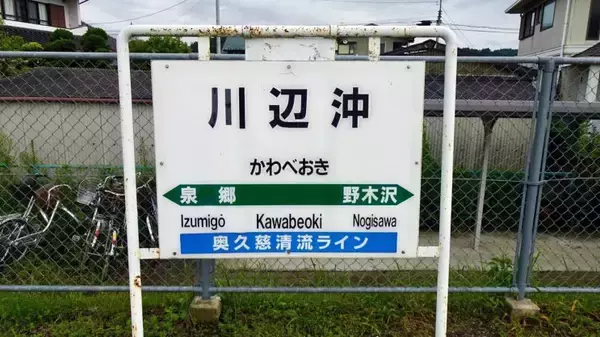 川辺沖
かわべおき
泉郷 野木沢
Izumigō Kawabeoki Nogisawa
奥久慈清流ライン